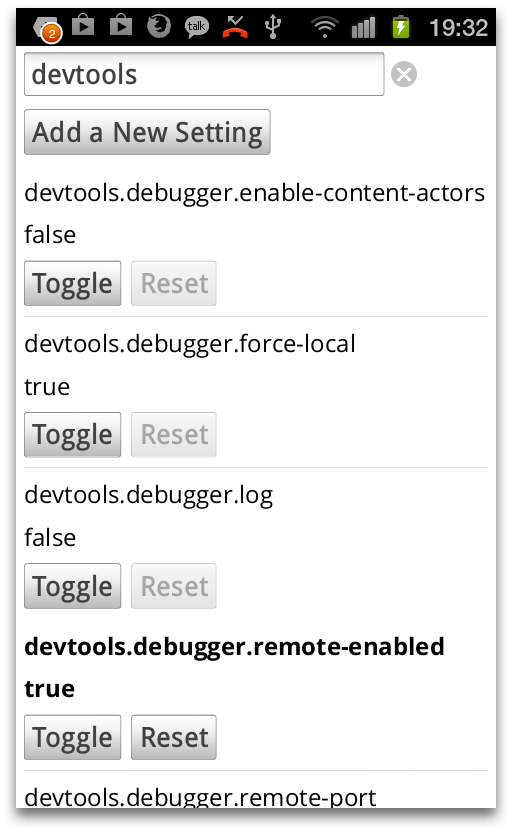 2
talk
19:32
devtools
Add a New Setting
devtools.debugger.enable-content-actors
false
Toggle Reset
devtools.debugger.force-local
true
Toggle Reset
devtools.debugger.log
false
Toggle Reset
devtools.debugger.remote-enabled
true
Toggle Reset
devtools.debugger.remote-port